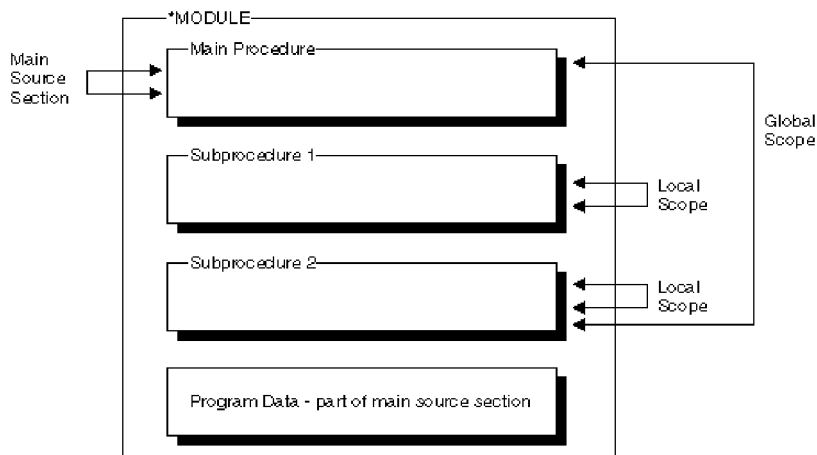 *MODULE
Main Procedure
Main
Source
Section
Global
Scope
Subprocedure 1
Local
Scope
Subprocedure 2
Local
Scope
Program Data - part of main source section